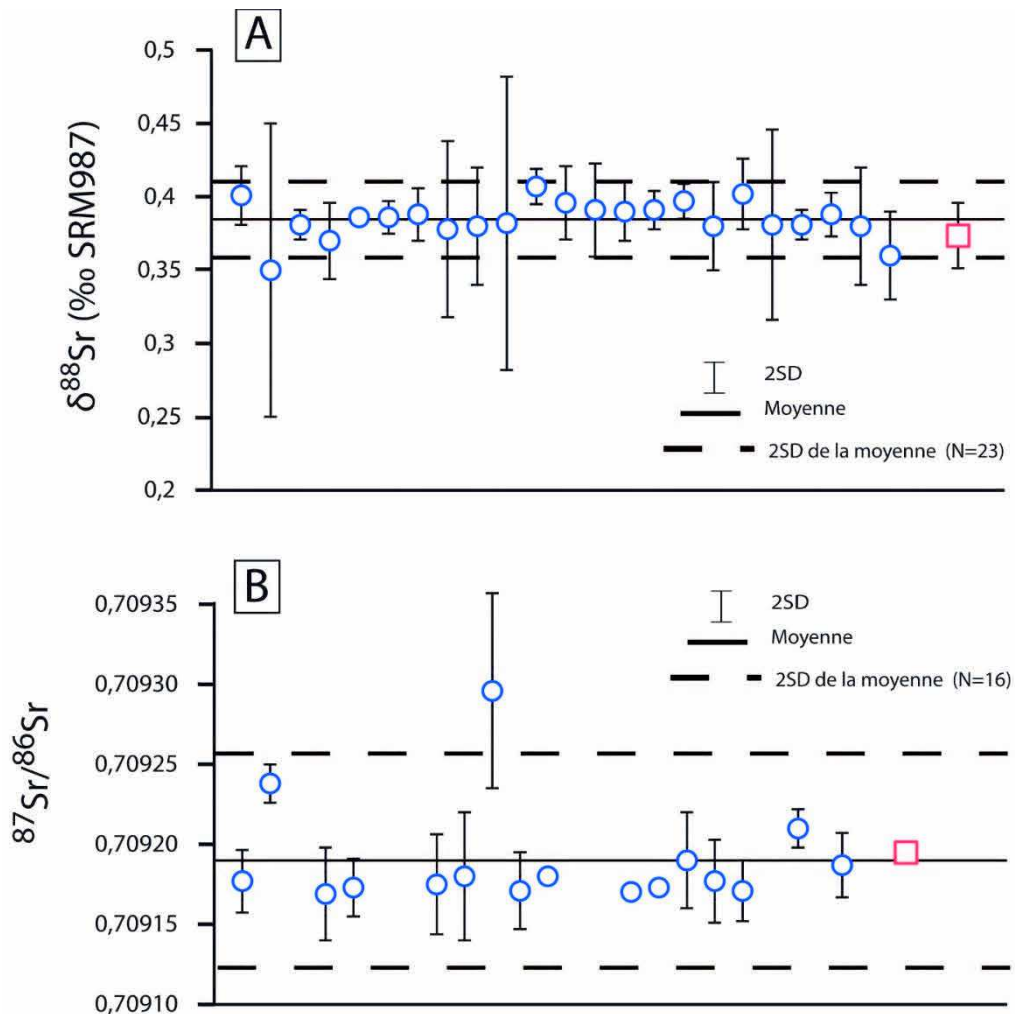 A
0,5
0,45
0,4
0,35
0,3
0,25
0,2
δ88Sr (‰ SRM987)
2SD
Moyenne
2SD de la moyenne (N=23)
B
0,70935
0,70930
0,70925
0,70920
0,70915
0,70910
87Sr/86Sr
2SD
Moyenne
2SD de la moyenne (N=16)